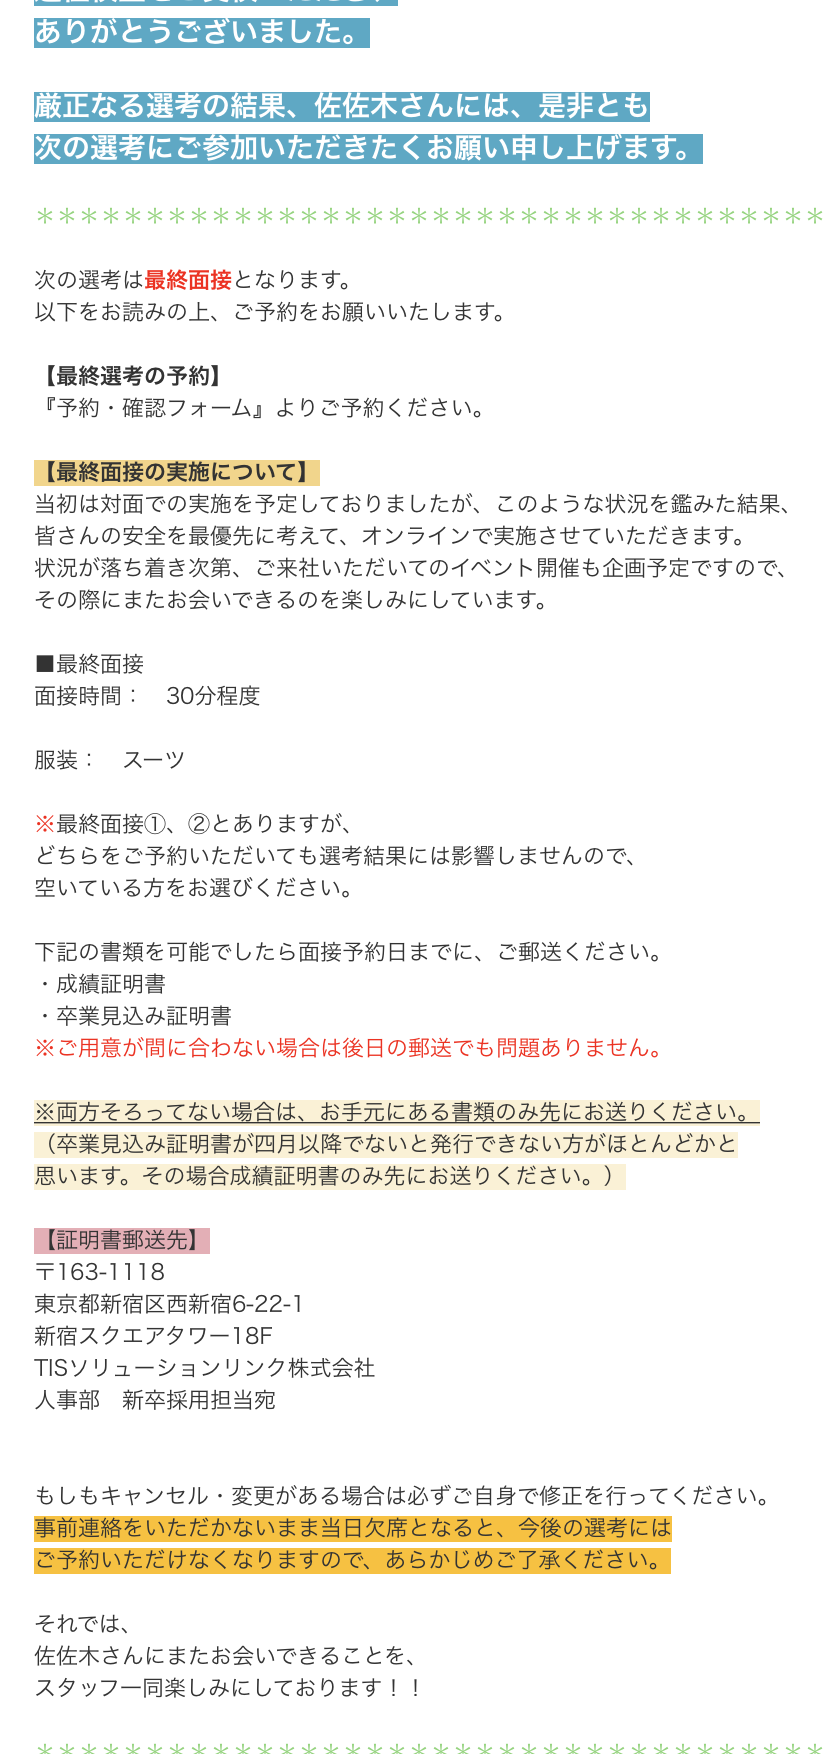 ありがとうございました。
厳正なる選考の結果、佐佐木さんには、是非とも
次の選考にご参加いただきたくお願い申し上げます。
＊＊＊＊＊＊＊＊＊＊＊＊＊＊＊＊＊＊＊＊＊＊＊＊＊＊＊＊＊＊＊＊＊＊＊＊
次の選考は最終面接となります。
以下をお読みの上、ご予約をお願いいたします。
【最終選考の予約】
『予約・確認フォーム』よりご予約ください。
【最終面接の実施について】
当初は対面での実施を予定しておりましたが、このような状況を鑑みた結果、
皆さんの安全を最優先に考えて、オンラインで実施させていただきます。
状況が落ち着き次第、ご来社いただいてのイベント開催も企画予定ですので、
その際にまたお会いできるのを楽しみにしています。
■最終面接
面接時間：　30分程度
服装：　スーツ
※最終面接①、②とありますが、
どちらをご予約いただいても選考結果には影響しませんので、
空いている方をお選びください。
下記の書類を可能でしたら面接予約日までに、ご郵送ください。
・成績証明書
・卒業見込み証明書
※ご用意が間に合わない場合は後日の郵送でも問題ありません。
※両方そろってない場合は、お手元にある書類のみ先にお送りください。
（卒業見込み証明書が四月以降でないと発行できない方がほとんどかと
思います。その場合成績証明書のみ先にお送りください。）
【証明書郵送先】
〒163-1118
東京都新宿区西新宿6-22-1
新宿スクエアタワー18F
TISソリューションリンク株式会社
人事部　新卒採用担当宛
もしもキャンセル・変更がある場合は必ずご自身で修正を行ってください。
事前連絡をいただかないまま当日欠席となると、今後の選考には
ご予約いただけなくなりますので、あらかじめご了承ください。
それでは、
佐佐木さんにまたお会いできることを、
スタッフ一同楽しみにしております！！
＊＊＊＊＊＊＊＊＊＊＊＊＊＊＊＊＊＊＊＊＊＊＊＊＊＊＊＊＊＊＊＊＊＊＊＊